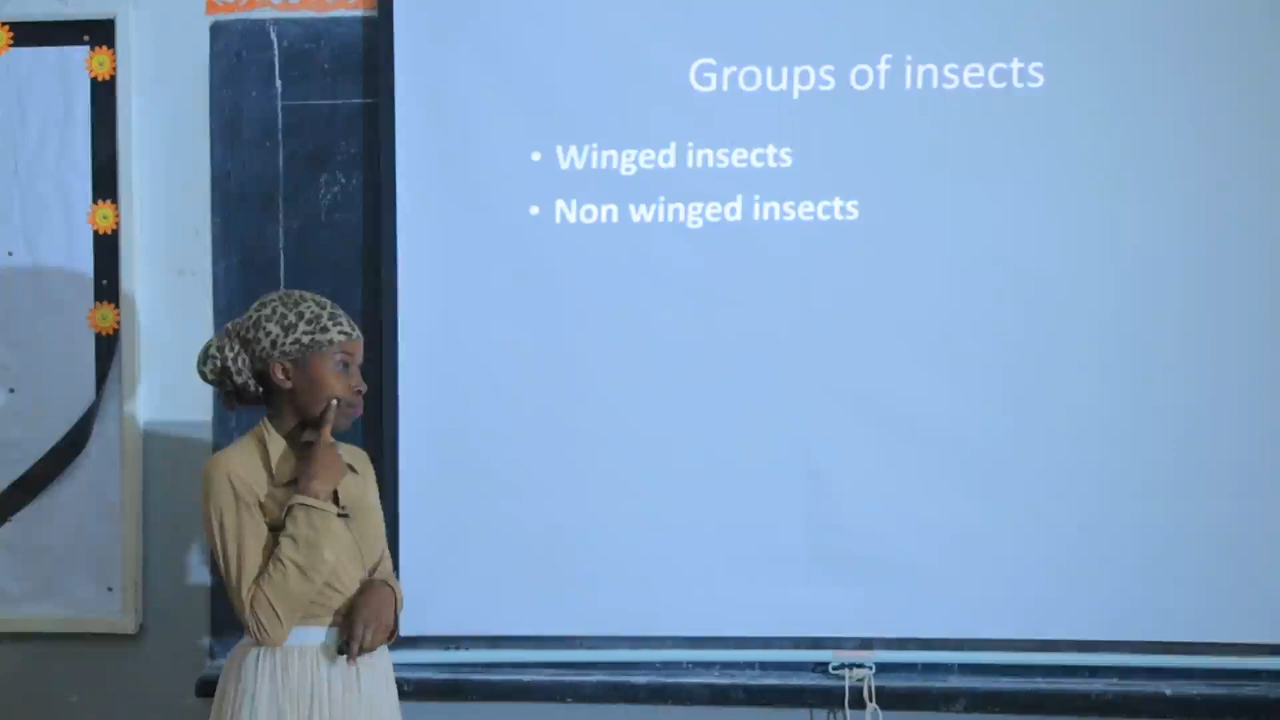 Groups of insects
• Winged insects
• Non winged insects